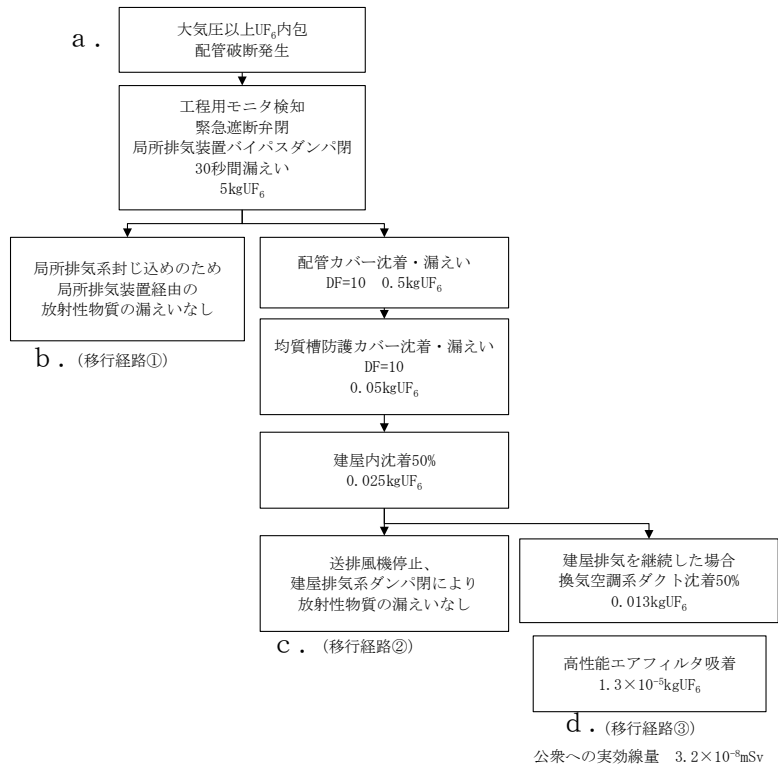 a．
大気圧以上UF₆内包
配管破断発生
工程用モニタ検知
緊急遮断弁閉
局所排気装置バイパスダンパ閉
30秒間漏えい
5kgUF₆
局所排気系封じ込めのため
局所排気装置経由の
放射性物質の漏えいなし
b．(移行経路①)
配管カバー沈着・漏えい
DF=10　0.5kgUF₆
均質槽防護カバー沈着・漏えい
DF=10
0.05kgUF₆
建屋内沈着50%
0.025kgUF₆
送排風機停止、
建屋排気系ダンパ閉により
放射性物質の漏えいなし
c．(移行経路②)
建屋排気を継続した場合
換気空調系ダクト沈着50%
0.013kgUF₆
高性能エアフィルタ吸着
1.3×10⁻⁵kgUF₆
d．(移行経路③)
公衆への実効線量　3.2×10⁻⁸mSv